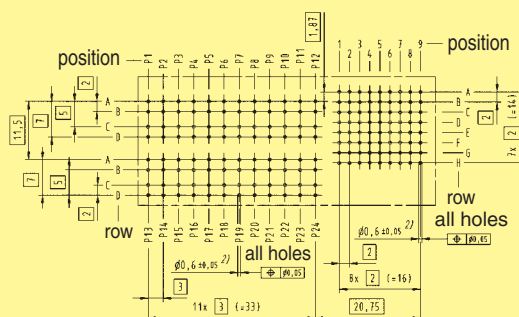 P1 P2 P3 P4 P5 P6 P7 P8 P9 P10 P11 P12
1,87
1 2 3 4 5 6 7 8 9
position
position
2
5
7
11,5
A
B
C
D
A
B
C
D
7
5
2
row
P13 P14 P15 P16 P17 P18 P19 P20 P21 P22 P23 P24
A
B
C
D
E
F
G
H
2
7x 2 (=14)
row
all holes
all holes
Ø0,6 ±0,05 2)
Ø0,05
3
11x 3 (=33)
Ø0,6 ±0,05 2)
Ø0,05
2
8x 2 (=16)
20,75